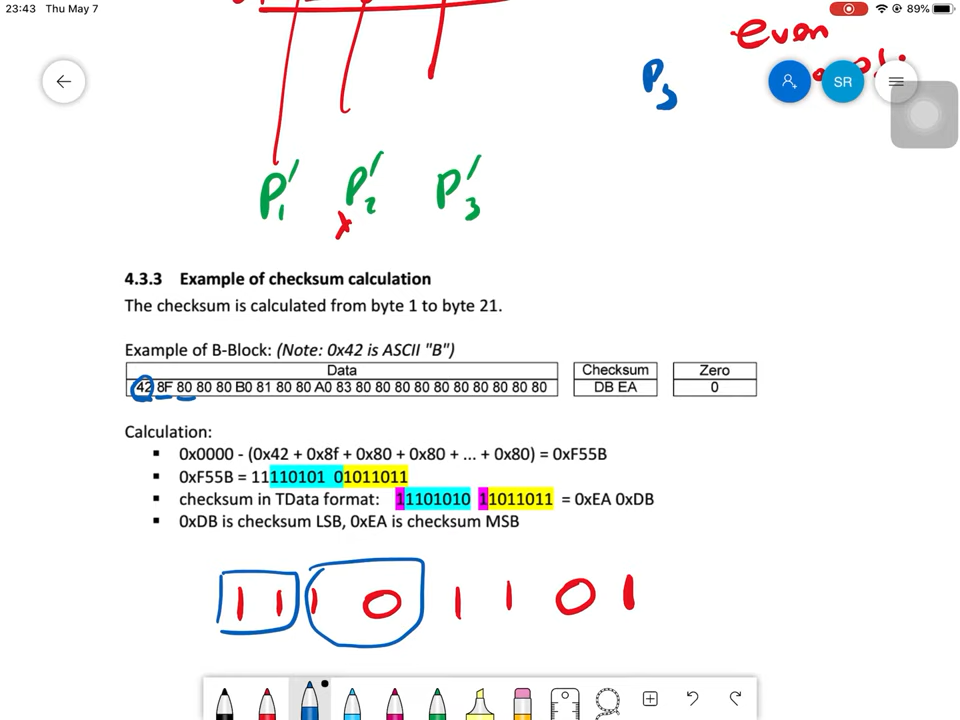 23:43 Thu May 7 89%
even
P3
SR
P1' P2' P3'
x
4.3.3 Example of checksum calculation
The checksum is calculated from byte 1 to byte 21.
Example of B-Block: (Note: 0x42 is ASCII "B")
Data Checksum Zero
42 8F 80 80 80 B0 81 80 80 A0 83 80 80 80 80 80 80 80 80 80 80 DB EA 0
Calculation:
▪ 0x0000 - (0x42 + 0x8f + 0x80 + 0x80 + ... + 0x80) = 0xF55B
▪ 0xF55B = 11110101 01011011
▪ checksum in TData format: 11101010 11011011 = 0xEA 0xDB
▪ 0xDB is checksum LSB, 0xEA is checksum MSB
1 1 1 0 1 1 0 1